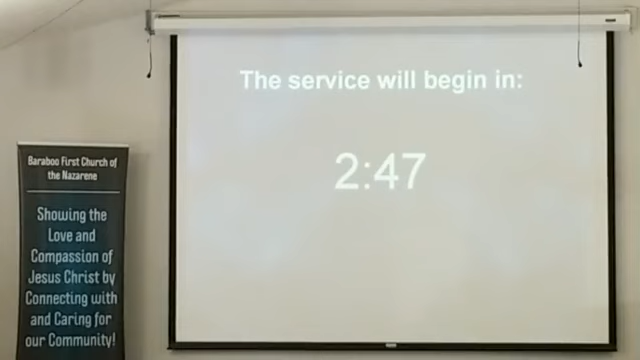 The service will begin in:
2:47
Baraboo First Church of
the Nazarene
Showing the
Love and
Compassion of
Jesus Christ by
Connecting with
and Caring for
our Community!